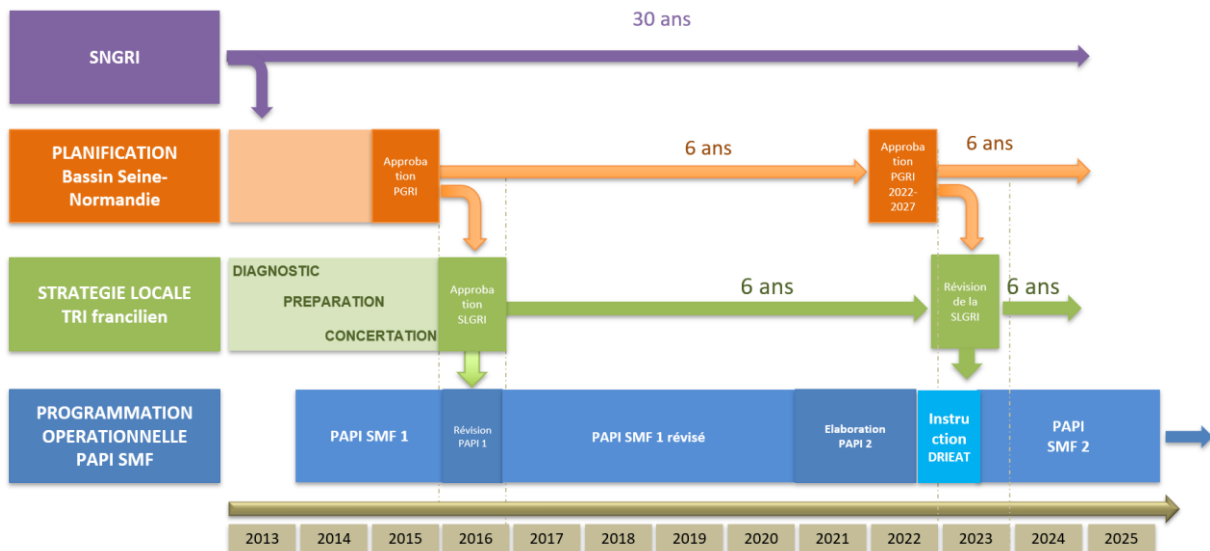 30 ans
SNGRI
PLANIFICATION
Bassin Seine-
Normandie
Approba
tion
PGRI
6 ans
Approba
tion
PGRI
2022-
2027
6 ans
STRATEGIE LOCALE
TRI francilien
DIAGNOSTIC
PREPARATION
CONCERTATION
Approba
tion
SLGRI
6 ans
Révision
de la
SLGRI
6 ans
PROGRAMMATION
OPERATIONNELLE
PAPI SMF
PAPI SMF 1
Révision
PAPI 1
PAPI SMF 1 révisé
Elaboration
PAPI 2
Instru
ction
DRIEAT
PAPI
SMF 2
2013 2014 2015 2016 2017 2018 2019 2020 2021 2022 2023 2024 2025